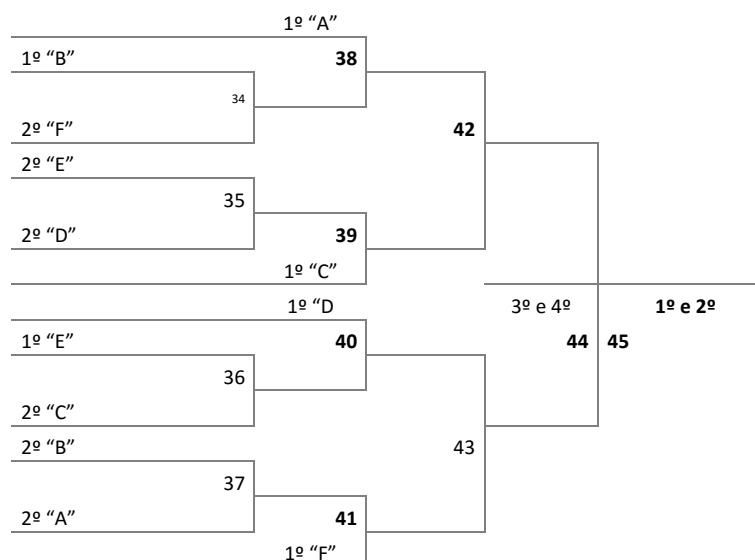 1º “A”
1º “B”
38
34
2º “F”
42
2º “E”
35
2º “D”
39
1º “C”
1º “D
3º e 4º
1º e 2º
1º “E”
40
44
45
36
2º “C”
2º “B”
43
37
2º “A”
41
1º “F”